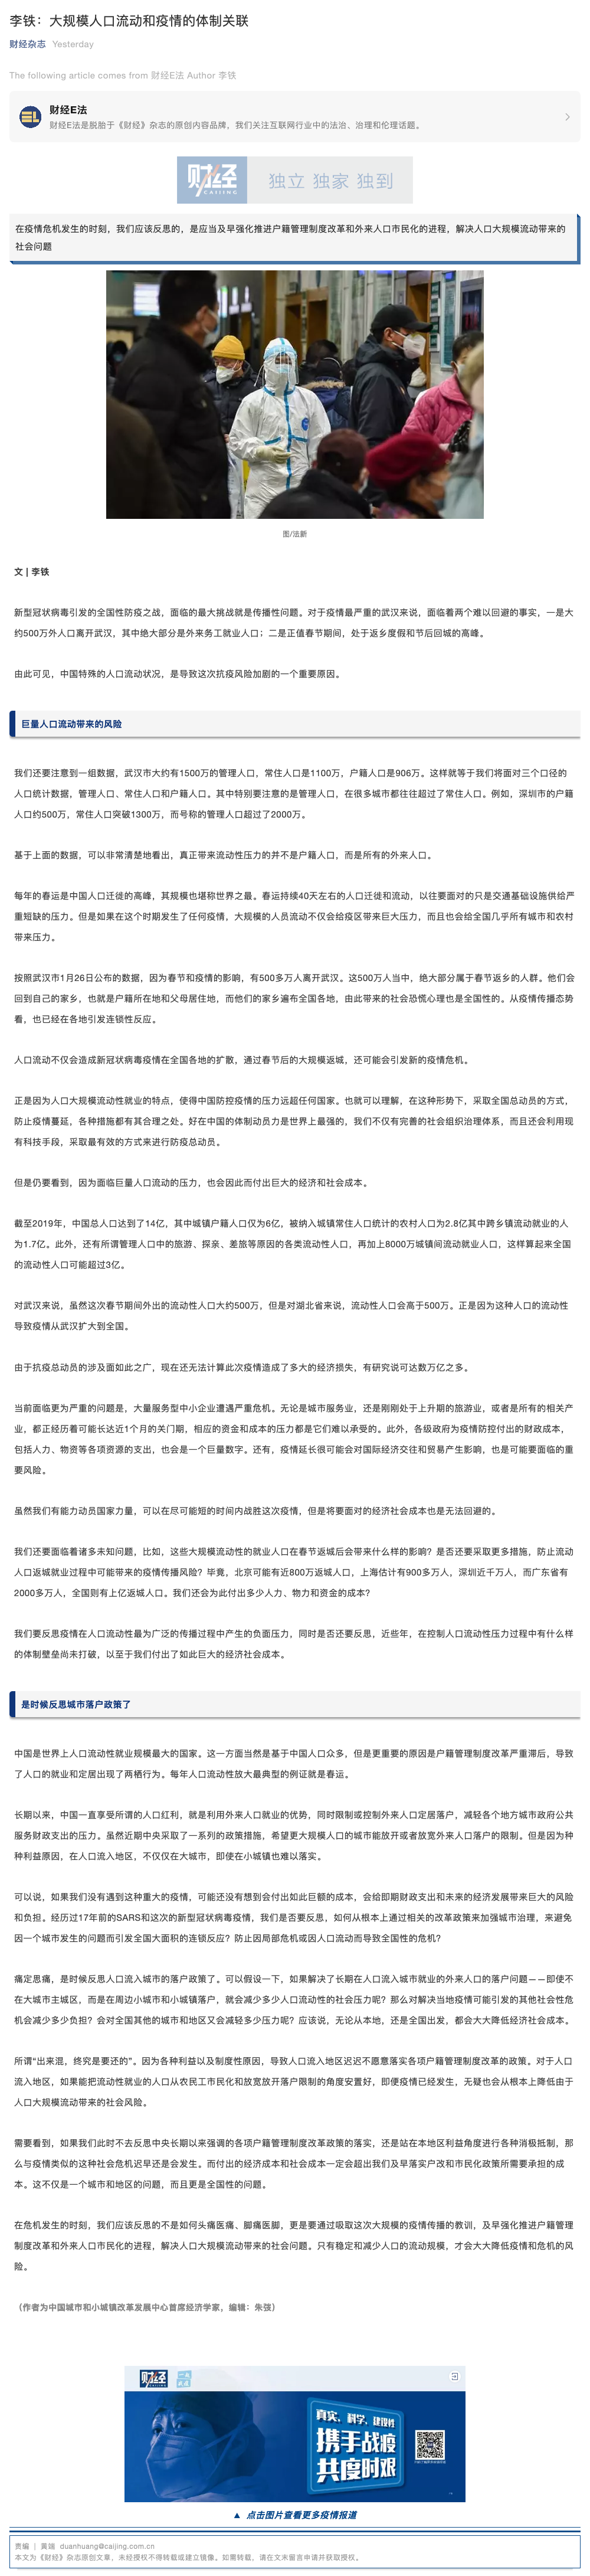 李铁：大规模人口流动和疫情的体制关联
财经杂志 Yesterday
The following article comes from 财经E法 Author 李铁
财经E法
财经E法是脱胎于《财经》杂志的原创内容品牌，我们关注互联网行业中的法治、治理和伦理话题。
财经
CAIJING
独立 独家 独到
在疫情危机发生的时刻，我们应该反思的，是应当及早强化推进户籍管理制度改革和外来人口市民化的进程，解决人口大规模流动带来的
社会问题
图/法新
文 | 李铁
新型冠状病毒引发的全国性防疫之战，面临的最大挑战就是传播性问题。对于疫情最严重的武汉来说，面临着两个难以回避的事实，一是大
约500万外人口离开武汉，其中绝大部分是外来务工就业人口；二是正值春节期间，处于返乡度假和节后回城的高峰。
由此可见，中国特殊的人口流动状况，是导致这次抗疫风险加剧的一个重要原因。
巨量人口流动带来的风险
我们还要注意到一组数据，武汉市大约有1500万的管理人口，常住人口是1100万，户籍人口是906万。这样就等于我们将面对三个口径的
人口统计数据，管理人口、常住人口和户籍人口。其中特别要注意的是管理人口，在很多城市都往往超过了常住人口。例如，深圳市的户籍
人口约500万，常住人口突破1300万，而号称的管理人口超过了2000万。
基于上面的数据，可以非常清楚地看出，真正带来流动性压力的并不是户籍人口，而是所有的外来人口。
每年的春运是中国人口迁徙的高峰，其规模也堪称世界之最。春运持续40天左右的人口迁徙和流动，以往要面对的只是交通基础设施供给严
重短缺的压力。但是如果在这个时期发生了任何疫情，大规模的人员流动不仅会给疫区带来巨大压力，而且也会给全国几乎所有城市和农村
带来压力。
按照武汉市1月26日公布的数据，因为春节和疫情的影响，有500多万人离开武汉。这500万人当中，绝大部分属于春节返乡的人群。他们会
回到自己的家乡，也就是户籍所在地和父母居住地，而他们的家乡遍布全国各地，由此带来的社会恐慌心理也是全国性的。从疫情传播态势
看，也已经在各地引发连锁性反应。
人口流动不仅会造成新冠状病毒疫情在全国各地的扩散，通过春节后的大规模返城，还可能会引发新的疫情危机。
正是因为人口大规模流动性就业的特点，使得中国防控疫情的压力远超任何国家。也就可以理解，在这种形势下，采取全国总动员的方式，
防止疫情蔓延，各种措施都有其合理之处。好在中国的体制动员力是世界上最强的，我们不仅有完善的社会组织治理体系，而且还会利用现
有科技手段，采取最有效的方式来进行防疫总动员。
但是仍要看到，因为面临巨量人口流动的压力，也会因此而付出巨大的经济和社会成本。
截至2019年，中国总人口达到了14亿，其中城镇户籍人口仅为6亿，被纳入城镇常住人口统计的农村人口为2.8亿其中跨乡镇流动就业的人
为1.7亿。此外，还有所谓管理人口中的旅游、探亲、差旅等原因的各类流动性人口，再加上8000万城镇间流动就业人口，这样算起来全国
的流动性人口可能超过3亿。
对武汉来说，虽然这次春节期间外出的流动性人口大约500万，但是对湖北省来说，流动性人口会高于500万。正是因为这种人口的流动性
导致疫情从武汉扩大到全国。
由于抗疫总动员的涉及面如此之广，现在还无法计算此次疫情造成了多大的经济损失，有研究说可达数万亿之多。
当前面临更为严重的问题是，大量服务型中小企业遭遇严重危机。无论是城市服务业，还是刚刚处于上升期的旅游业，或者是所有的相关产
业，都正经历着可能长达近1个月的关门期，相应的资金和成本的压力都是它们难以承受的。此外，各级政府为疫情防控付出的财政成本，
包括人力、物资等各项资源的支出，也会是一个巨量数字。还有，疫情延长很可能会对国际经济交往和贸易产生影响，也是可能要面临的重
要风险。
虽然我们有能力动员国家力量，可以在尽可能短的时间内战胜这次疫情，但是将要面对的经济社会成本也是无法回避的。
我们还要面临着诸多未知问题，比如，这些大规模流动性的就业人口在春节返城后会带来什么样的影响？是否还要采取更多措施，防止流动
人口返城就业过程中可能带来的疫情传播风险？毕竟，北京可能有近800万返城人口，上海估计有900多万人，深圳近千万人，而广东省有
2000多万人，全国则有上亿返城人口。我们还会为此付出多少人力、物力和资金的成本？
我们要反思疫情在人口流动性最为广泛的传播过程中产生的负面压力，同时是否还要反思，近些年，在控制人口流动性压力过程中有什么样
的体制壁垒尚未打破，以至于我们付出了如此巨大的经济社会成本。
是时候反思城市落户政策了
中国是世界上人口流动性就业规模最大的国家。这一方面当然是基于中国人口众多，但是更重要的原因是户籍管理制度改革严重滞后，导致
了人口的就业和定居出现了两栖行为。每年人口流动性放大最典型的例证就是春运。
长期以来，中国一直享受所谓的人口红利，就是利用外来人口就业的优势，同时限制或控制外来人口定居落户，减轻各个地方城市政府公共
服务财政支出的压力。虽然近期中央采取了一系列的政策措施，希望更大规模人口的城市能放开或者放宽外来人口落户的限制。但是因为种
种利益原因，在人口流入地区，不仅仅在大城市，即使在小城镇也难以落实。
可以说，如果我们没有遇到这种重大的疫情，可能还没有想到会付出如此巨额的成本，会给即期财政支出和未来的经济发展带来巨大的风险
和负担。经历过17年前的SARS和这次的新型冠状病毒疫情，我们是否要反思，如何从根本上通过相关的改革政策来加强城市治理，来避免
因一个城市发生的问题而引发全国大面积的连锁反应？防止因局部危机或因人口流动而导致全国性的危机？
痛定思痛，是时候反思人口流入城市的落户政策了。可以假设一下，如果解决了长期在人口流入城市就业的外来人口的落户问题——即使不
在大城市主城区，而是在周边小城市和小城镇落户，就会减少多少人口流动性的社会压力呢？那么对解决当地疫情可能引发的其他社会性危
机会减少多少负担？会对全国其他的城市和地区又会减轻多少压力呢？应该说，无论从本地，还是全国出发，都会大大降低经济社会成本。
所谓“出来混，终究是要还的”。因为各种利益以及制度性原因，导致人口流入地区迟迟不愿意落实各项户籍管理制度改革的政策。对于人口
流入地区，如果能把流动性就业的人口从农民工市民化和放宽放开落户限制的角度安置好，即便疫情已经发生，无疑也会从根本上降低由于
人口大规模流动带来的社会风险。
需要看到，如果我们此时不去反思中央长期以来强调的各项户籍管理制度改革政策的落实，还是站在本地区利益角度进行各种消极抵制，那
么与疫情类似的这种社会危机迟早还是会发生。而付出的经济成本和社会成本一定会超出我们及早落实户改和市民化政策所需要承担的成
本。这不仅是一个城市和地区的问题，而且更是全国性的问题。
在危机发生的时刻，我们应该反思的不是如何头痛医痛、脚痛医脚，更是要通过吸取这次大规模的疫情传播的教训，及早强化推进户籍管理
制度改革和外来人口市民化的进程，解决人口大规模流动带来的社会问题。只有稳定和减少人口的流动规模，才会大大降低疫情和危机的风
险。
（作者为中国城市和小城镇改革发展中心首席经济学家，编辑：朱弢）
财经
真实、科学、建设性
携手战疫
共度时艰
▲ 点击图片查看更多疫情报道
责编 | 黄端 duanhuang@caijing.com.cn
本文为《财经》杂志原创文章，未经授权不得转载或建立镜像。如需转载，请在文末留言申请并获取授权。